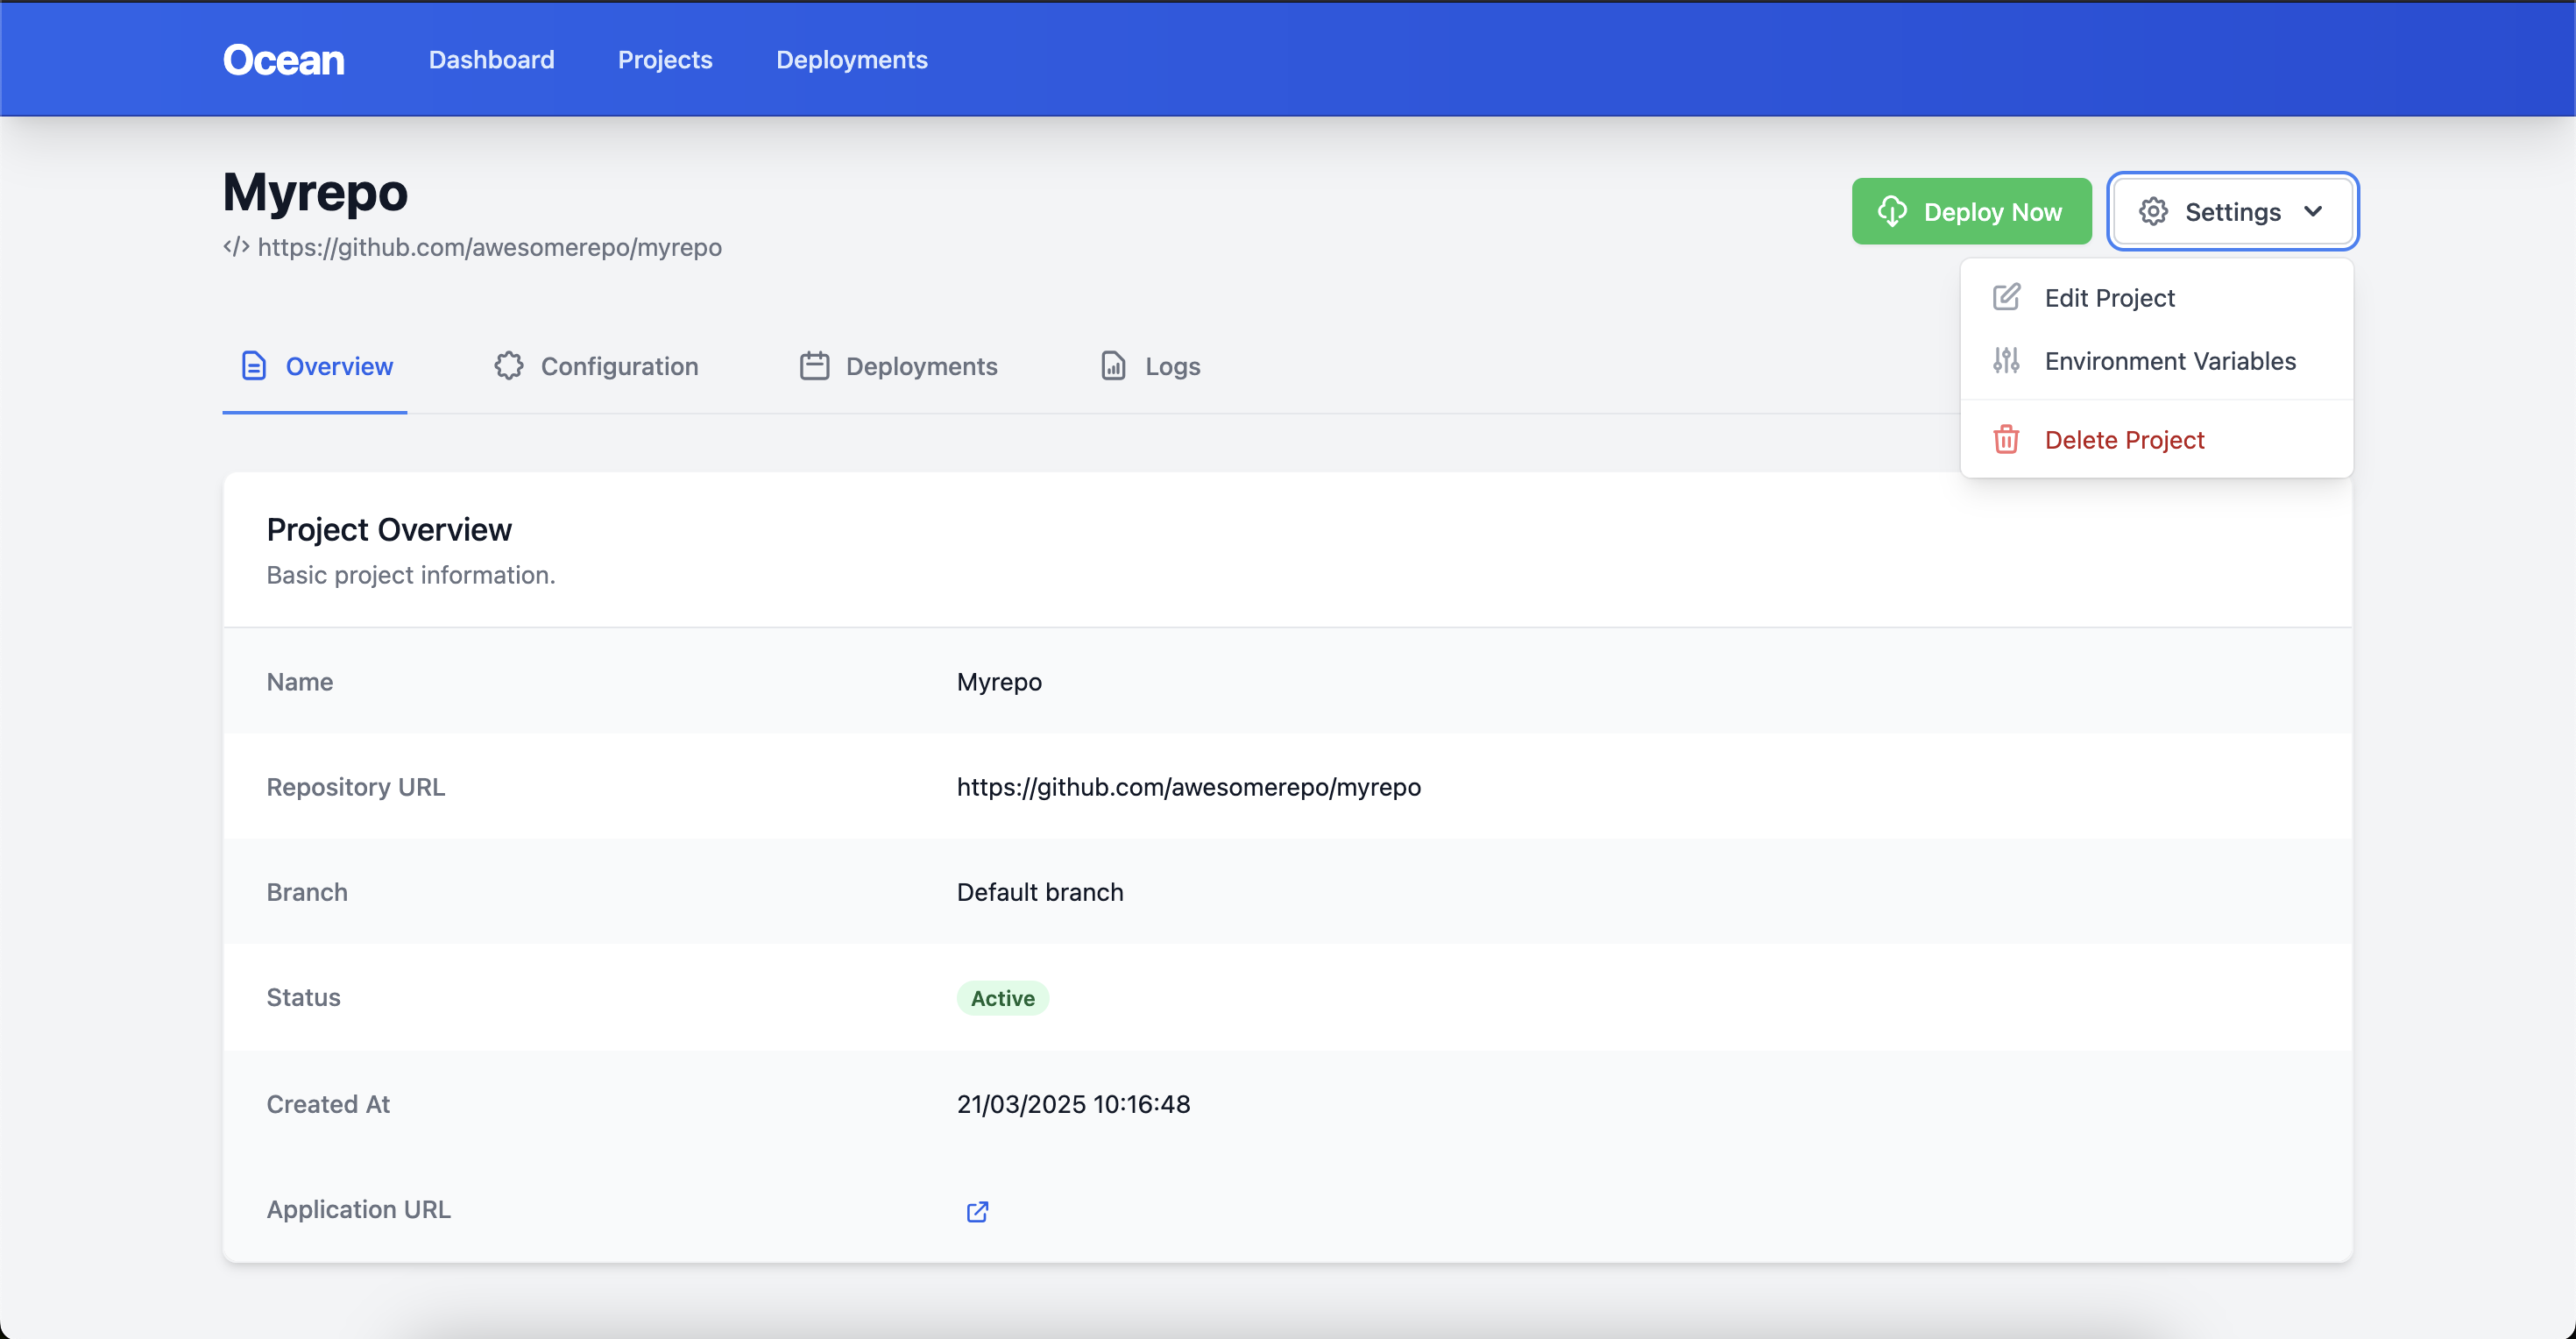 Ocean Dashboard Projects Deployments
Myrepo
</> https://github.com/awesomerepo/myrepo
Deploy Now
Settings
Edit Project
Environment Variables
Delete Project
Overview Configuration Deployments Logs
Project Overview
Basic project information.
Name Myrepo
Repository URL https://github.com/awesomerepo/myrepo
Branch Default branch
Status Active
Created At 21/03/2025 10:16:48
Application URL